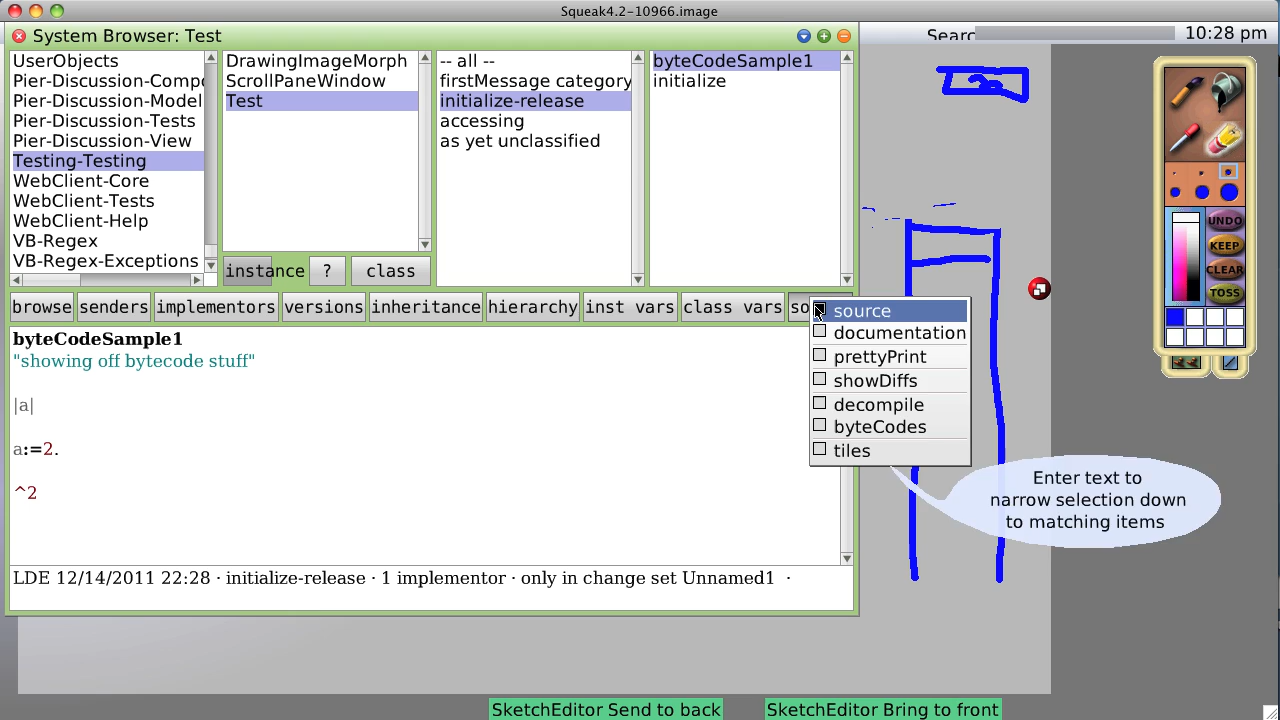 Squeak4.2-10966.image
System Browser: Test
Searc
10:28 pm
UserObjects
Pier-Discussion-Compo
Pier-Discussion-Model
Pier-Discussion-Tests
Pier-Discussion-View
Testing-Testing
WebClient-Core
WebClient-Tests
WebClient-Help
VB-Regex
VB-Regex-Exceptions
DrawingImageMorph
ScrollPaneWindow
Test
instance
?
class
-- all --
firstMessage category
initialize-release
accessing
as yet unclassified
byteCodeSample1
initialize
browse
senders
implementors
versions
inheritance
hierarchy
inst vars
class vars
so
source
documentation
prettyPrint
showDiffs
decompile
byteCodes
tiles
byteCodeSample1
"showing off bytecode stuff"
|a|
a:=2.
^2
LDE 12/14/2011 22:28 · initialize-release · 1 implementor · only in change set Unnamed1 ·
Enter text to
narrow selection down
to matching items
UNDO
KEEP
CLEAR
TOSS
SketchEditor Send to back
SketchEditor Bring to front